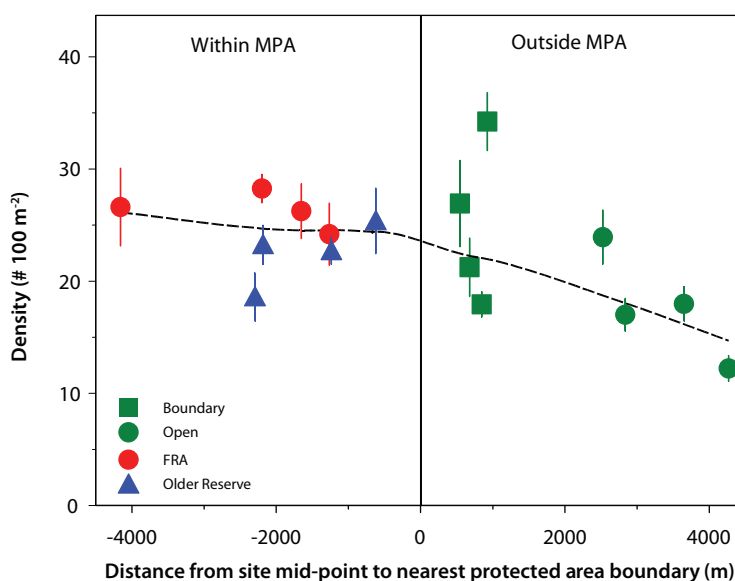 Within MPA
Outside MPA
40
30
20
10
0
Density (# 100 m⁻²)
Boundary
Open
FRA
Older Reserve
-4000 -2000 0 2000 4000
Distance from site mid-point to nearest protected area boundary (m)